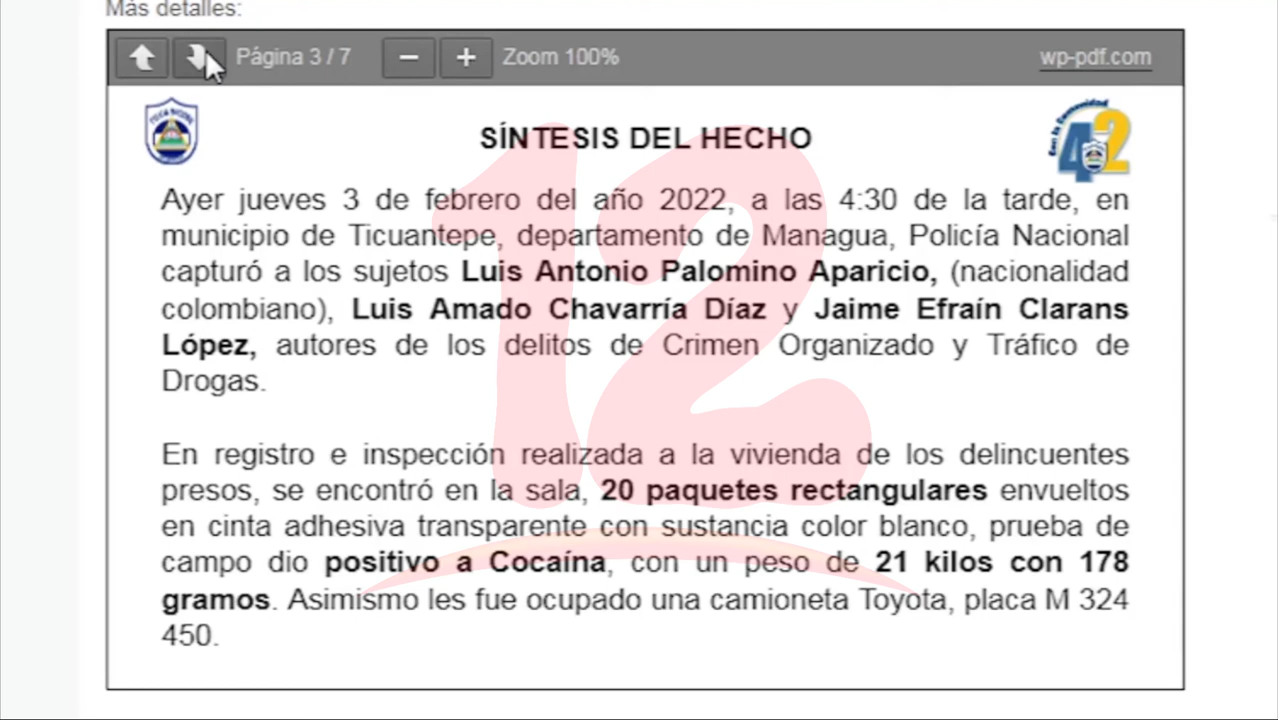 Más detalles:
Página 3 / 7
Zoom 100%
wp-pdf.com
SÍNTESIS DEL HECHO
42
Ayer jueves 3 de febrero del año 2022, a las 4:30 de la tarde, en
municipio de Ticuantepe, departamento de Managua, Policía Nacional
capturó a los sujetos Luis Antonio Palomino Aparicio, (nacionalidad
colombiano), Luis Amado Chavarría Díaz y Jaime Efraín Clarans
López, autores de los delitos de Crimen Organizado y Tráfico de
Drogas.
En registro e inspección realizada a la vivienda de los delincuentes
presos, se encontró en la sala, 20 paquetes rectangulares envueltos
en cinta adhesiva transparente con sustancia color blanco, prueba de
campo dio positivo a Cocaína, con un peso de 21 kilos con 178
gramos. Asimismo les fue ocupado una camioneta Toyota, placa M 324
450.
12